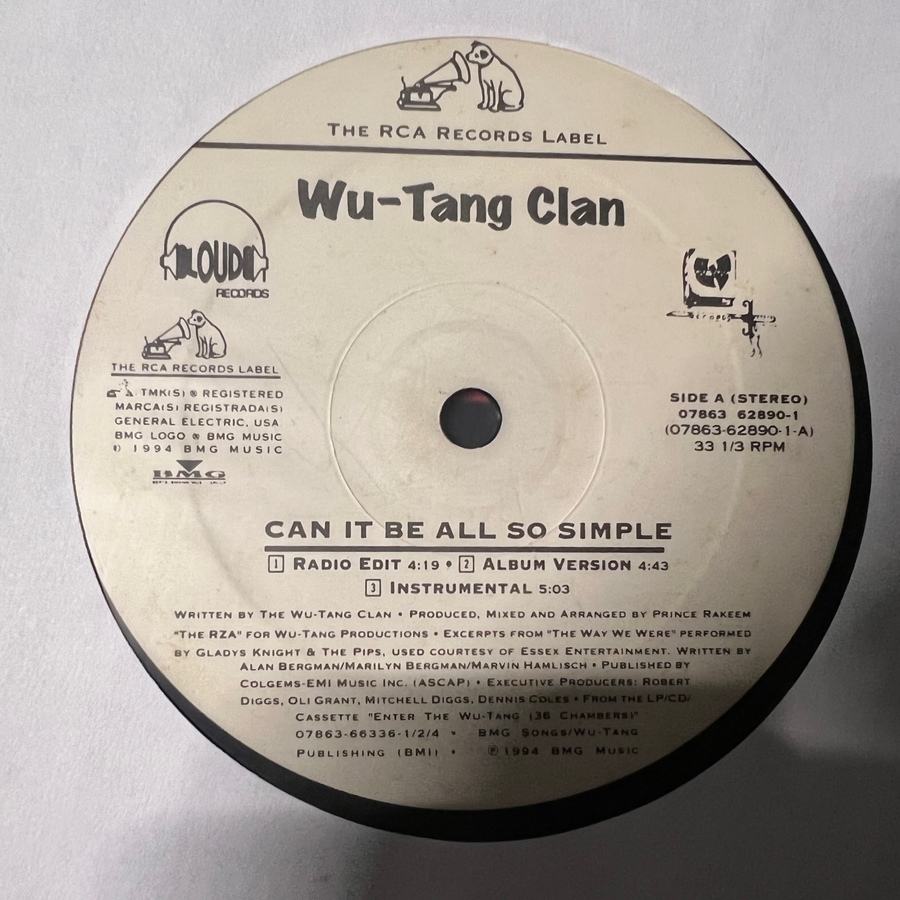 THE RCA RECORDS LABEL
Wu-Tang Clan
LOUD
RECORDS
THE RCA RECORDS LABEL
TMK(S) ® REGISTERED
MARCA(S) REGISTRADA(S)
GENERAL ELECTRIC, USA
BMG LOGO ® BMG MUSIC
© 1994 BMG MUSIC
BMG
SIDE A (STEREO)
07863 62890-1
(07863-62890-1-A)
33 1/3 RPM
CAN IT BE ALL SO SIMPLE
1 RADIO EDIT 4:19 • 2 ALBUM VERSION 4:43
3 INSTRUMENTAL 5:03
WRITTEN BY THE WU-TANG CLAN • PRODUCED, MIXED AND ARRANGED BY PRINCE RAKEEM
"THE RZA" FOR WU-TANG PRODUCTIONS • EXCERPTS FROM "THE WAY WE WERE" PERFORMED
BY GLADYS KNIGHT & THE PIPS, USED COURTESY OF ESSEX ENTERTAINMENT. WRITTEN BY
ALAN BERGMAN/MARILYN BERGMAN/MARVIN HAMLISCH • PUBLISHED BY
COLGEMS-EMI MUSIC INC. (ASCAP) • EXECUTIVE PRODUCERS: ROBERT
DIGGS, OLI GRANT, MITCHELL DIGGS, DENNIS COLES • FROM THE LP/CD/
CASSETTE "ENTER THE WU-TANG (36 CHAMBERS)"
07863-66336-1/2/4 • BMG SONGS/WU-TANG
PUBLISHING (BMI) • ℗ 1994 BMG MUSIC